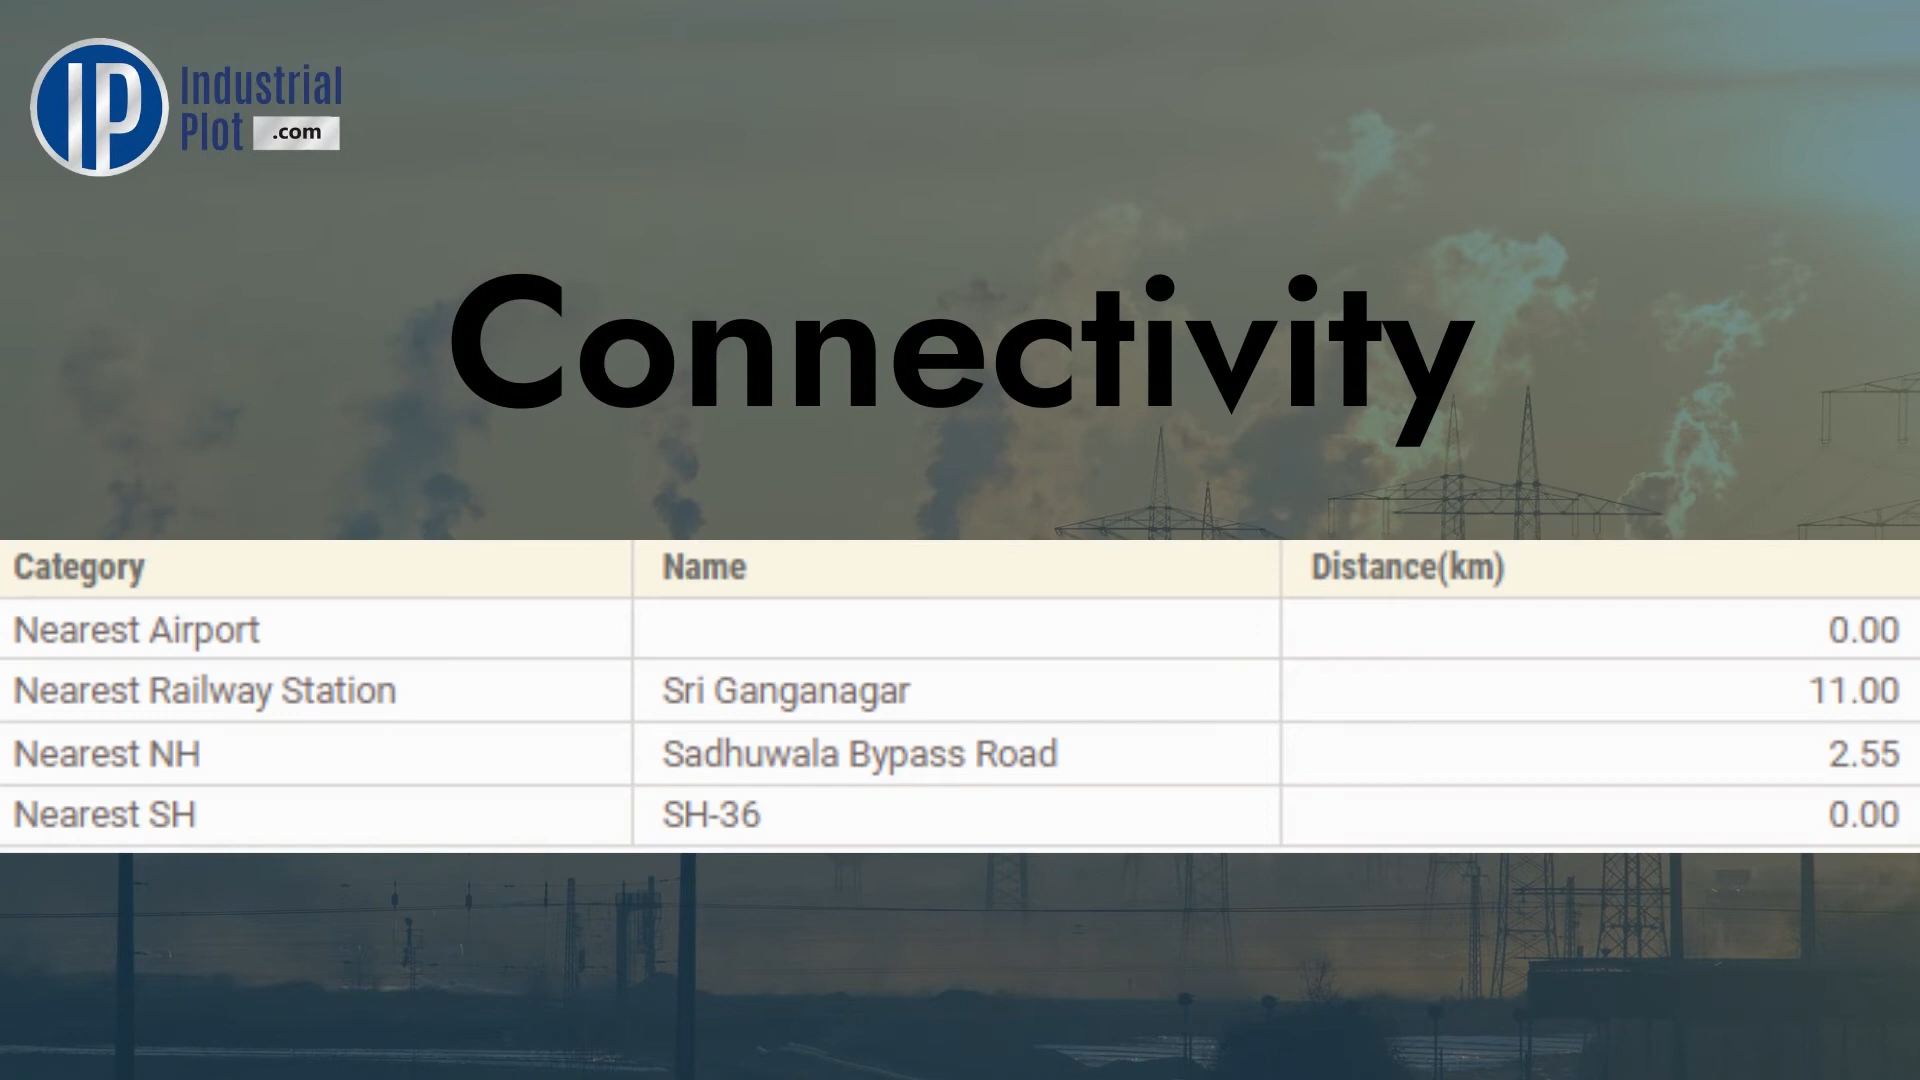 IP
Industrial
Plot .com
Connectivity
Category Name Distance(km)
Nearest Airport 0.00
Nearest Railway Station Sri Ganganagar 11.00
Nearest NH Sadhuwala Bypass Road 2.55
Nearest SH SH-36 0.00